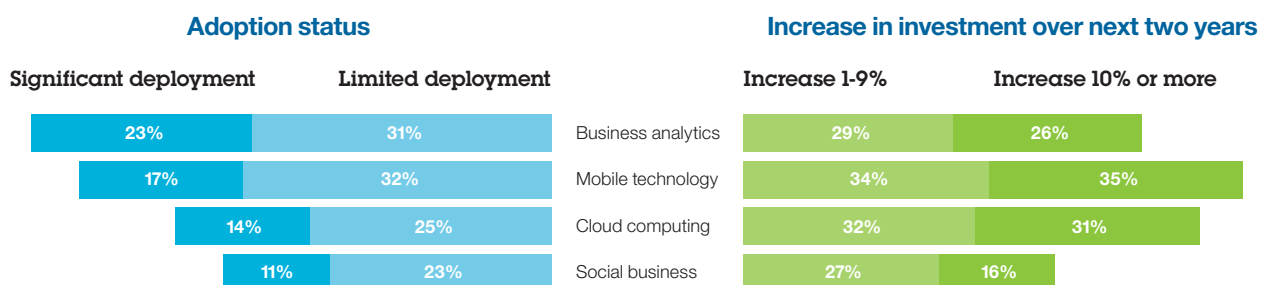 Adoption status Increase in investment over next two years
Significant deployment Limited deployment Increase 1-9% Increase 10% or more
23% 31% Business analytics 29% 26%
17% 32% Mobile technology 34% 35%
14% 25% Cloud computing 32% 31%
11% 23% Social business 27% 16%